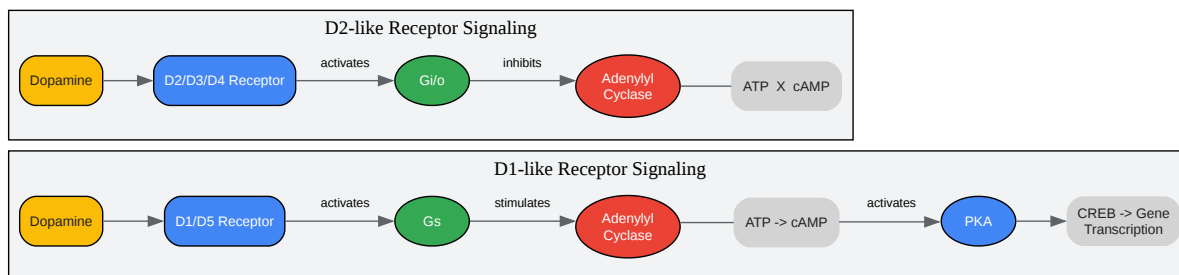 D2-like Receptor Signaling
Dopamine
D2/D3/D4 Receptor
activates
Gi/o
inhibits
Adenylyl
Cyclase
ATP X cAMP
D1-like Receptor Signaling
Dopamine
D1/D5 Receptor
activates
Gs
stimulates
Adenylyl
Cyclase
ATP -> cAMP
activates
PKA
CREB -> Gene
Transcription